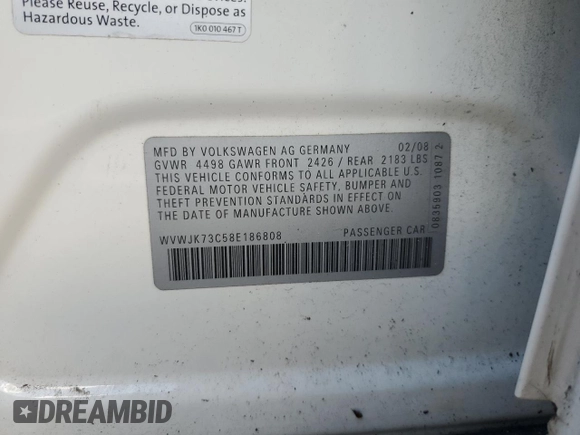 Please Reuse, Recycle, or Dispose as
Hazardous Waste.
1K0 010 467 T
MFD BY VOLKSWAGEN AG GERMANY 02/08
GVWR 4498 GAWR FRONT 2426 / REAR 2183 LBS
THIS VEHICLE CONFORMS TO ALL APPLICABLE U.S.
FEDERAL MOTOR VEHICLE SAFETY, BUMPER AND
THEFT PREVENTION STANDARDS IN EFFECT ON
THE DATE OF MANUFACTURE SHOWN ABOVE.
WVWJK73C58E186808 PASSENGER CAR
0835803 1087 2
DREAMBID